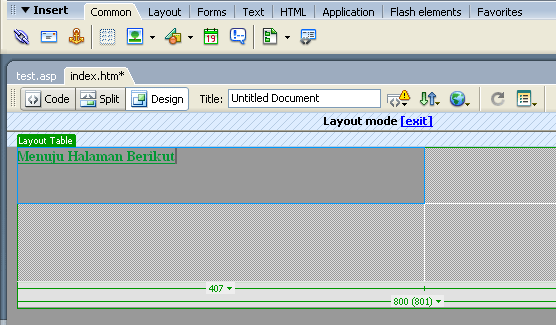 Insert Common Layout Forms Text HTML Application Flash elements Favorites
19
test.asp index.htm*
Code Split Design Title: Untitled Document
Layout mode [exit]
Layout Table
Menuju Halaman Berikut
407
800 (801)